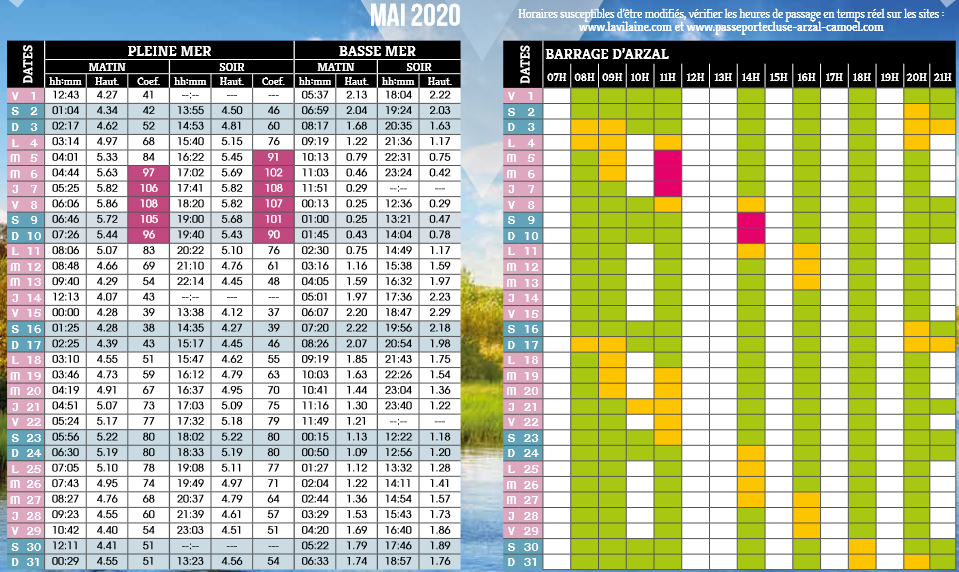 MAI 2020
Horaires susceptibles d'être modifiés, vérifier les heures de passage en temps réel sur les sites :
www.lavilaine.com et www.passeportecluse-arzal-camoel.com
DATES PLEINE MER BASSE MER
MATIN SOIR MATIN SOIR
hh:mm Haut. Coef. hh:mm Haut. Coef. hh:mm Haut. hh:mm Haut.
V 1 12:43 4.27 41 --:-- --- --- 05:37 2.13 18:04 2.22
S 2 01:04 4.34 42 13:55 4.50 46 06:59 2.04 19:24 2.03
D 3 02:17 4.62 52 14:53 4.81 60 08:17 1.68 20:35 1.63
L 4 03:14 4.97 68 15:40 5.15 76 09:19 1.22 21:36 1.17
M 5 04:01 5.33 84 16:22 5.45 91 10:13 0.79 22:31 0.75
M 6 04:44 5.63 97 17:02 5.69 102 11:03 0.46 23:24 0.42
J 7 05:25 5.82 106 17:41 5.82 108 11:51 0.29 --:-- ---
V 8 06:06 5.86 108 18:20 5.82 107 00:13 0.25 12:36 0.29
S 9 06:46 5.72 105 19:00 5.68 101 01:00 0.25 13:21 0.47
D 10 07:26 5.44 96 19:40 5.43 90 01:45 0.43 14:04 0.78
L 11 08:06 5.07 83 20:22 5.10 76 02:30 0.75 14:49 1.17
M 12 08:48 4.66 69 21:10 4.76 61 03:16 1.16 15:38 1.59
M 13 09:40 4.29 54 22:14 4.45 48 04:05 1.59 16:32 1.97
J 14 12:13 4.07 43 --:-- --- --- 05:01 1.97 17:36 2.23
V 15 00:00 4.28 39 13:38 4.12 37 06:07 2.20 18:47 2.29
S 16 01:25 4.28 38 14:35 4.27 39 07:20 2.22 19:56 2.18
D 17 02:25 4.39 43 15:17 4.45 46 08:26 2.07 20:54 1.98
L 18 03:10 4.55 51 15:47 4.62 55 09:19 1.85 21:43 1.75
M 19 03:46 4.73 59 16:12 4.79 63 10:03 1.63 22:26 1.54
M 20 04:19 4.91 67 16:37 4.95 70 10:41 1.44 23:04 1.36
J 21 04:51 5.07 73 17:03 5.09 75 11:16 1.30 23:40 1.22
V 22 05:24 5.17 77 17:32 5.18 79 11:49 1.21 --:-- ---
S 23 05:56 5.22 80 18:02 5.22 80 00:15 1.13 12:22 1.18
D 24 06:30 5.19 80 18:33 5.19 80 00:50 1.09 12:56 1.20
L 25 07:05 5.10 78 19:08 5.11 77 01:27 1.12 13:32 1.28
M 26 07:43 4.95 74 19:49 4.97 71 02:04 1.22 14:11 1.41
M 27 08:27 4.76 68 20:37 4.79 64 02:44 1.36 14:54 1.57
J 28 09:23 4.55 60 21:39 4.61 57 03:29 1.53 15:43 1.73
V 29 10:42 4.40 54 23:03 4.51 51 04:20 1.69 16:40 1.86
S 30 12:11 4.41 51 --:-- --- --- 05:22 1.79 17:46 1.89
D 31 00:29 4.55 51 13:23 4.56 54 06:33 1.74 18:57 1.76
DATES BARRAGE D'ARZAL
07H 08H 09H 10H 11H 12H 13H 14H 15H 16H 17H 18H 19H 20H 21H
V 1
S 2
D 3
L 4
M 5
M 6
J 7
V 8
S 9
D 10
L 11
M 12
M 13
J 14
V 15
S 16
D 17
L 18
M 19
M 20
J 21
V 22
S 23
D 24
L 25
M 26
M 27
J 28
V 29
S 30
D 31